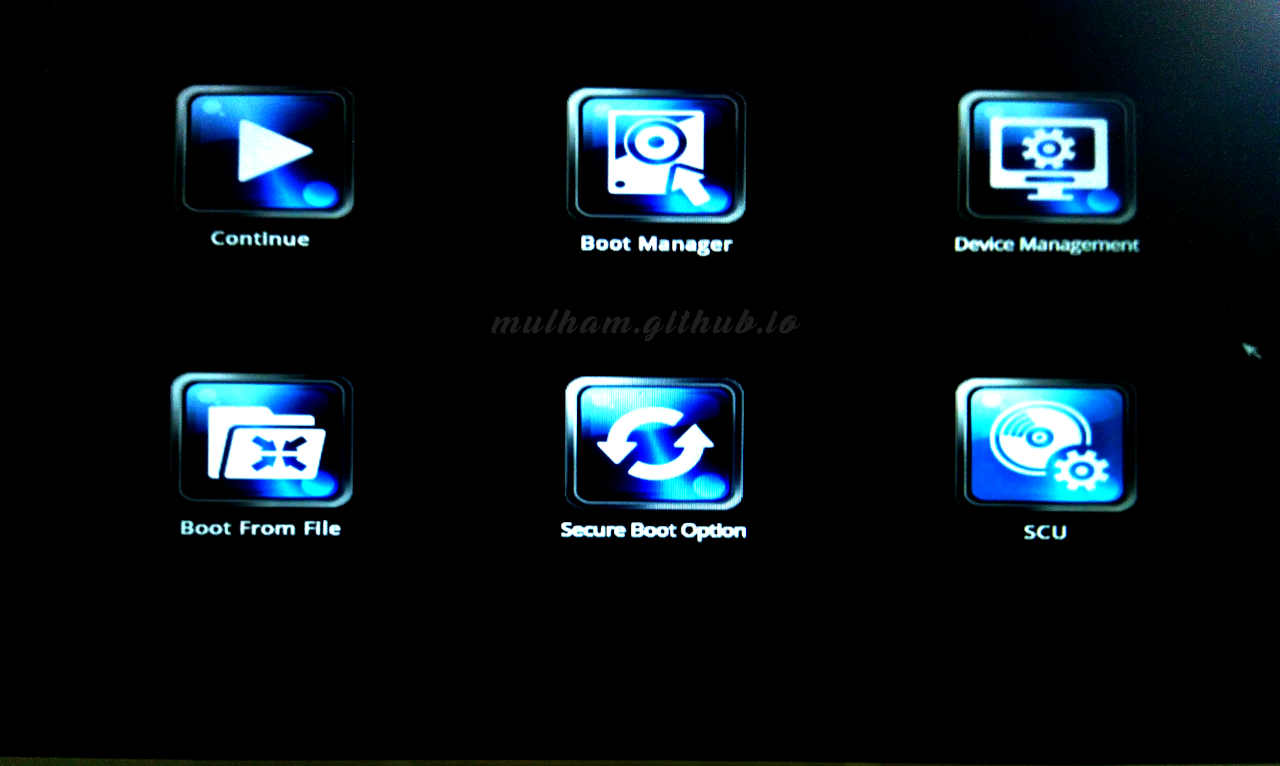 Continue
Boot Manager
Device Management
mulham.github.io
Boot From File
Secure Boot Option
SCU